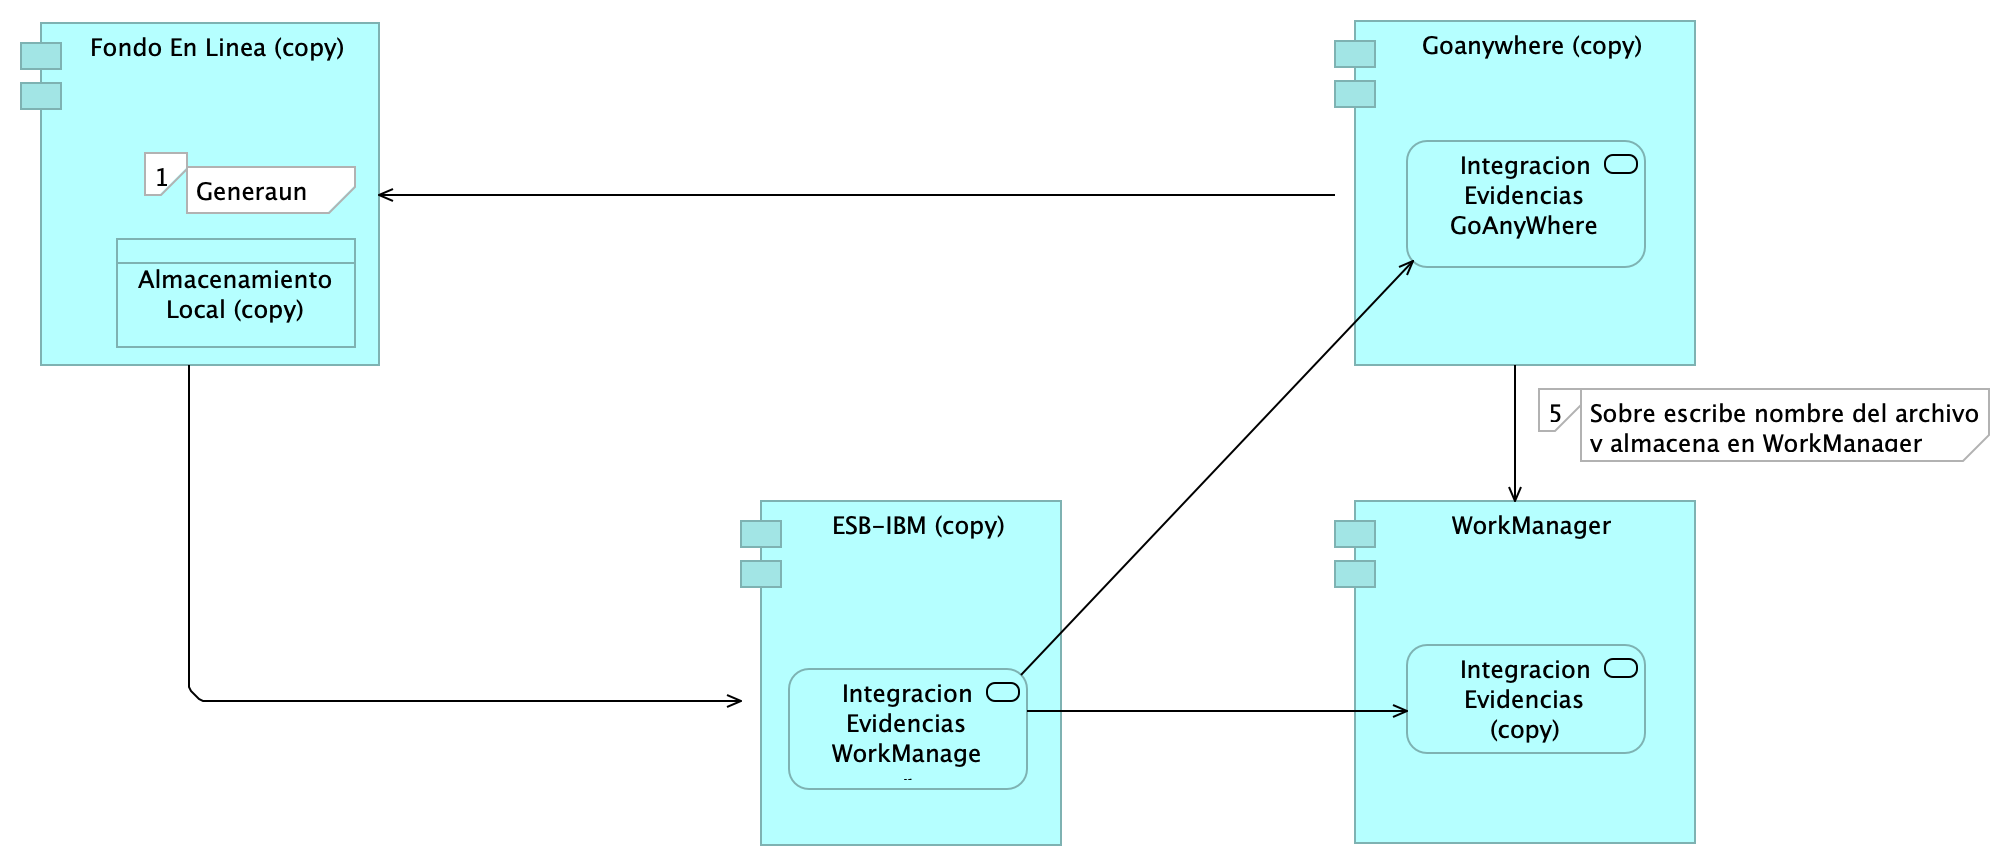 Fondo En Linea (copy)
1
Generaun
Almacenamiento
Local (copy)
Goanywhere (copy)
Integracion
Evidencias
GoAnyWhere
5
Sobre escribe nombre del archivo
y almacena en WorkManager
ESB-IBM (copy)
Integracion
Evidencias
WorkManage
r
WorkManager
Integracion
Evidencias
(copy)